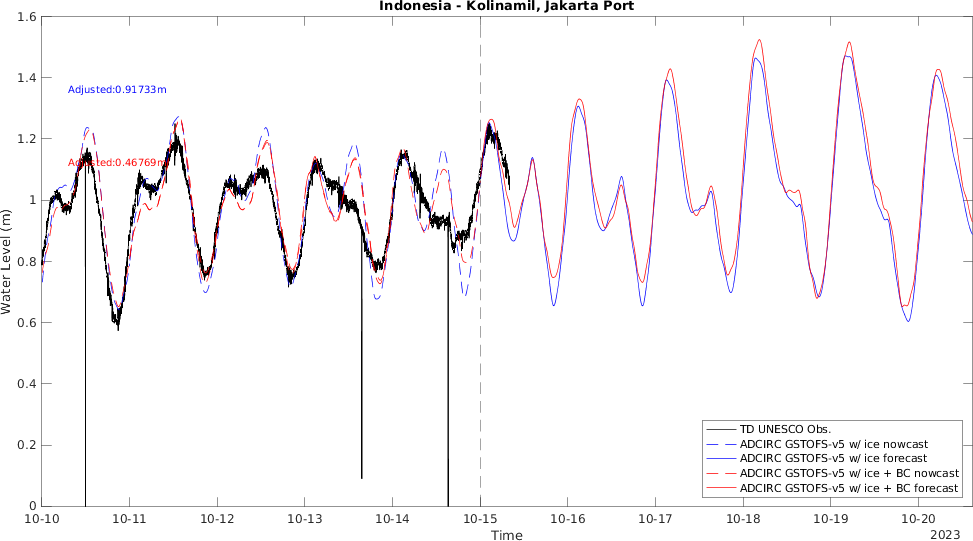 Indonesia - Kolinamil, Jakarta Port
Water Level (m)
1.6
1.4
1.2
1
0.8
0.6
0.4
0.2
0
Adjusted:0.91733m
Adjusted:0.46769m
TD UNESCO Obs.
ADCIRC GSTOFS-v5 w/ ice nowcast
ADCIRC GSTOFS-v5 w/ ice forecast
ADCIRC GSTOFS-v5 w/ ice + BC nowcast
ADCIRC GSTOFS-v5 w/ ice + BC forecast
10-10 10-11 10-12 10-13 10-14 10-15 10-16 10-17 10-18 10-19 10-20
Time
2023